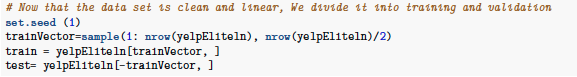 # Now that the data set is clean and linear, We divide it into training and validation
set.seed (1)
trainVector=sample(1: nrow(yelpEliteln), nrow(yelpEliteln)/2)
train = yelpEliteln[trainVector, ]
test= yelpEliteln[-trainVector, ]